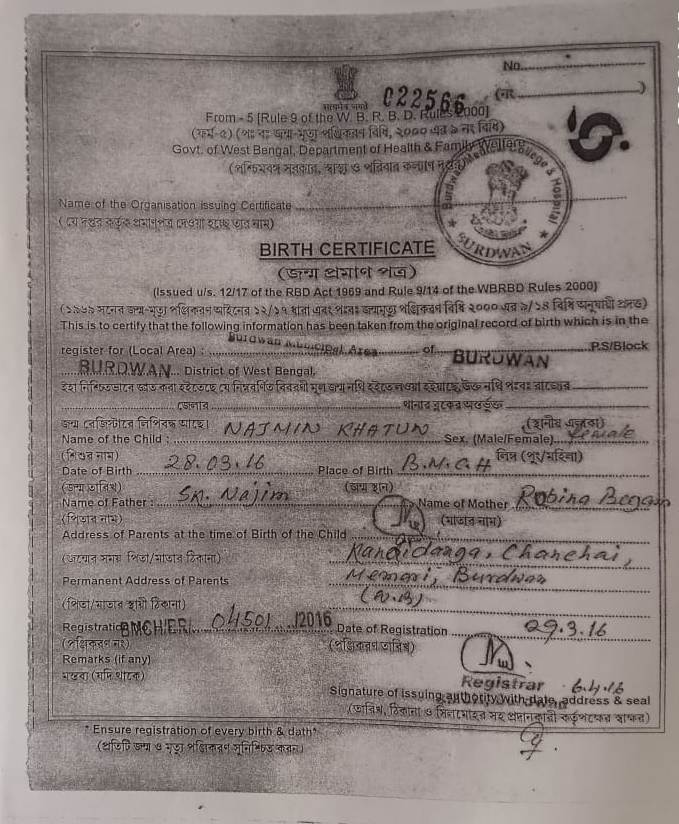 No.
022566 (নং )
सत्यमेव जयते
From - 5 [Rule 9 of the W. B. R. B. D. Rules 2000]
(ফর্ম-৫) (পঃ বঃ জন্ম-মৃত্যু পঞ্জিকরণ বিধি, ২০০০ এর ৯ নং বিধি)
Govt. of West Bengal, Department of Health & Family Welfare
(পশ্চিমবঙ্গ সরকার, স্বাস্থ্য ও পরিবার কল্যাণ দপ্তর)
Burdwan Medical College & Hospital
★ BURDWAN ★
Name of the Organisation issuing Certificate
( যে দপ্তর কর্তৃক প্রমাণপত্র দেওয়া হচ্ছে তার নাম)
BIRTH CERTIFICATE
(জন্ম প্রমাণ পত্র)
(Issued u/s. 12/17 of the RBD Act 1969 and Rule 9/14 of the WBRBD Rules 2000)
(১৯৬৯ সনের জন্ম-মৃত্যু পঞ্জিকরণ আইনের ১২/১৭ ধারা এবং পঃবঃ জন্মমৃত্যু পঞ্জিকরণ বিধি ২০০০ এর ৯/১৪ বিধি অনুযায়ী প্রদত্ত)
This is to certify that the following information has been taken from the original record of birth which is in the
register for (Local Area) : Burdwan Municipal Area of BURDWAN P.S/Block
BURDWAN District of West Bengal,
ইহা নিশ্চিতভাবে জ্ঞাত করা হইতেছে যে নিম্নবর্ণিত বিবরণী মূল জন্ম নথি হইতে লওয়া হইয়াছে, উক্ত নথি পঃবঃ রাজ্যের
জেলার থানার ব্লকের অন্তর্ভুক্ত
জন্ম রেজিস্টারে লিপিবদ্ধ আছে। (স্থানীয় এলাকা)
Name of the Child : NAJMIN KHATUN Sex. (Male/Female) female
(শিশুর নাম) লিঙ্গ (পুং/মহিলা)
Date of Birth 28.03.16 Place of Birth B.M.C.H
(জন্ম তারিখ) (জন্ম স্থান)
Name of Father : SK. Najim Name of Mother Robina Begam
(পিতার নাম) (মাতার নাম)
Address of Parents at the time of Birth of the Child
(জন্মের সময় পিতা/মাতার ঠিকানা) Kandidanga, Chanchai,
Permanent Address of Parents Memari, Burdwan
(পিতা/মাতার স্থায়ী ঠিকানা) (W.B)
Registration BMCH/ER/ 04501 /2016 Date of Registration 29.3.16
(পঞ্জিকরণ নং) (পঞ্জিকরণ তারিখ)
Remarks (if any)
মন্তব্য (যদি থাকে)
Registrar 6.4.16
Signature of issuing authority with date, address & seal
(তারিখ, ঠিকানা ও সিলমোহর সহ প্রদানকারী কর্তৃপক্ষের স্বাক্ষর)
* Ensure registration of every birth & dath*
(প্রতিটি জন্ম ও মৃত্যু পঞ্জিকরণ সুনিশ্চিত করুন)